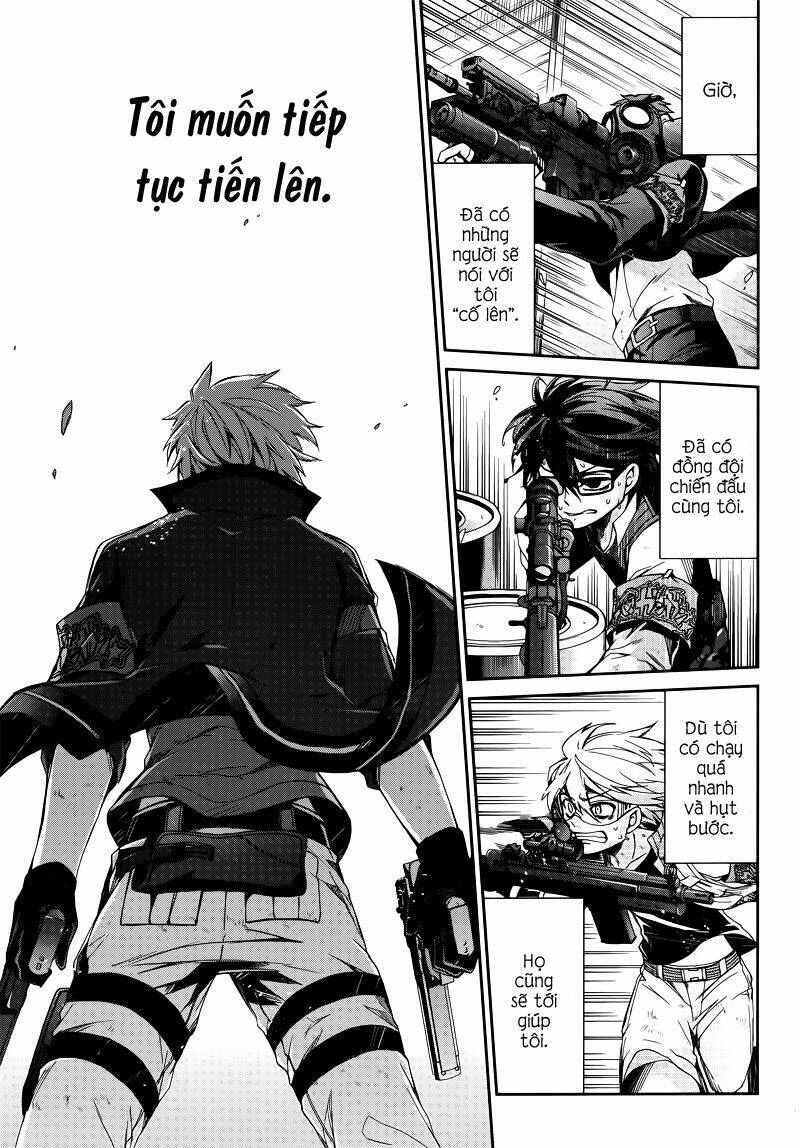 Giờ,
Đã có
những
người sẽ
nói với
tôi
“cố lên”.
Đã có
đồng đội
chiến đấu
cùng tôi.
Dù tôi
có chạy
quá
nhanh
và hụt
bước.
Họ
cũng
sẽ tới
giúp
tôi.
Tôi muốn tiếp
tục tiến lên.